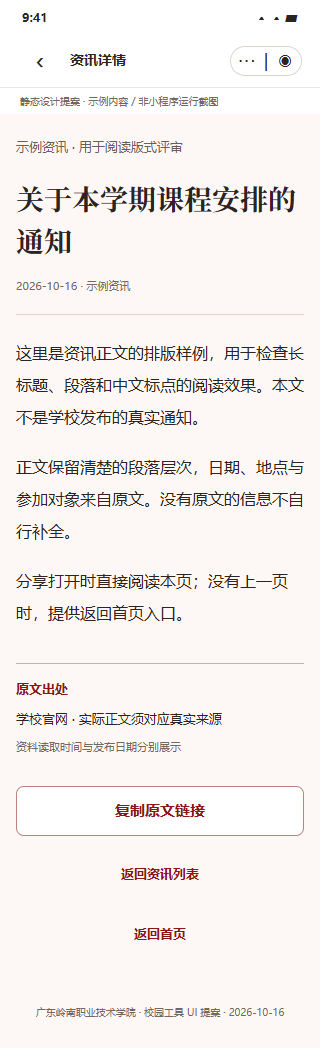 9:41
资讯详情
静态设计提案 · 示例内容 / 非小程序运行截图
示例资讯 · 用于阅读版式评审
关于本学期课程安排的
通知
2026-10-16 · 示例资讯
这里是资讯正文的排版样例，用于检查长
标题、段落和中文标点的阅读效果。本文
不是学校发布的真实通知。
正文保留清楚的段落层次，日期、地点与
参加对象来自原文。没有原文的信息不自
行补全。
分享打开时直接阅读本页；没有上一页
时，提供返回首页入口。
原文出处
学校官网 · 实际正文须对应真实来源
资料读取时间与发布日期分别展示
复制原文链接
返回资讯列表
返回首页
广东岭南职业技术学院 · 校园工具 UI 提案 · 2026-10-16